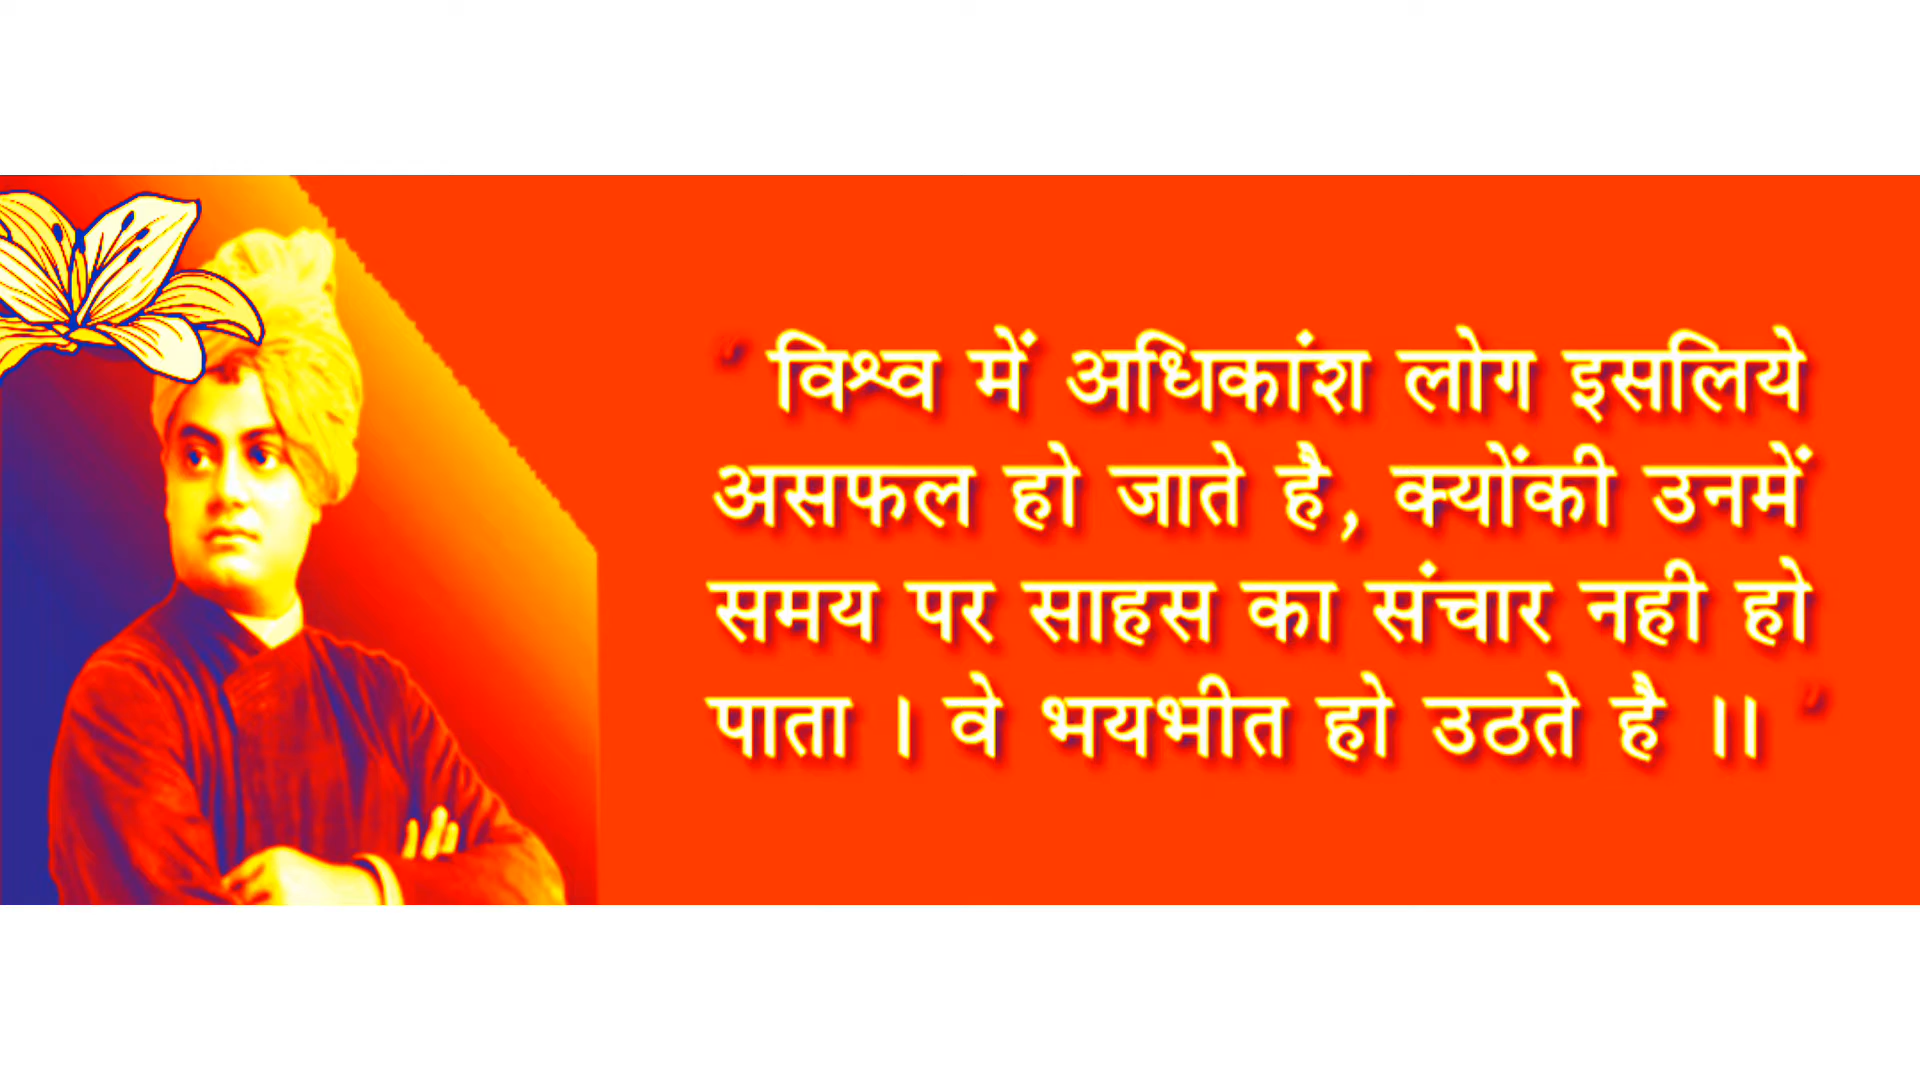 ‘ विश्व में अधिकांश लोग इसलिये
असफल हो जाते है, क्योंकी उनमें
समय पर साहस का संचार नही हो
पाता । वे भयभीत हो उठते है ।। ’